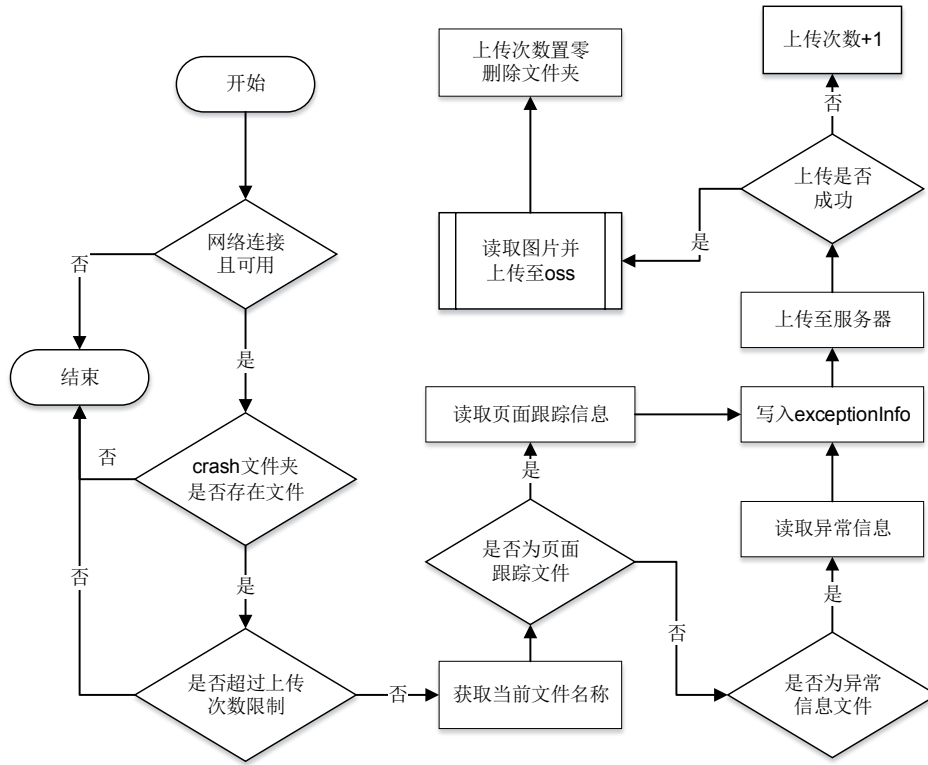 开始
网络连接
且可用
否
是
结束
crash文件夹
是否存在文件
否
是
否
是否超过上传
次数限制
否
获取当前文件名称
是否为页面
跟踪文件
是
否
读取页面跟踪信息
是否为异常
信息文件
是
读取异常信息
写入exceptionInfo
上传至服务器
上传是否
成功
否
上传次数+1
是
读取图片并
上传至oss
上传次数置零
删除文件夹